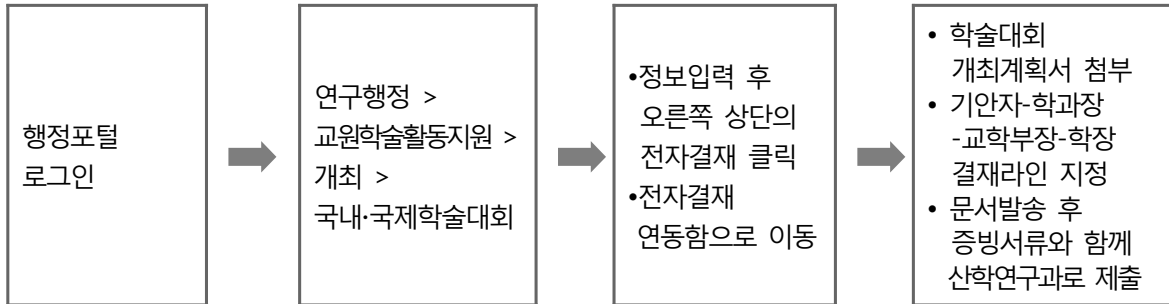 행정포털
로그인
연구행정 >
교원학술활동지원 >
개최 >
국내·국제학술대회
•정보입력 후
오른쪽 상단의
전자결재 클릭
•전자결재
연동함으로 이동
• 학술대회
개최계획서 첨부
• 기안자-학과장
-교학부장-학장
결재라인 지정
• 문서발송 후
증빙서류와 함께
산학연구과로 제출